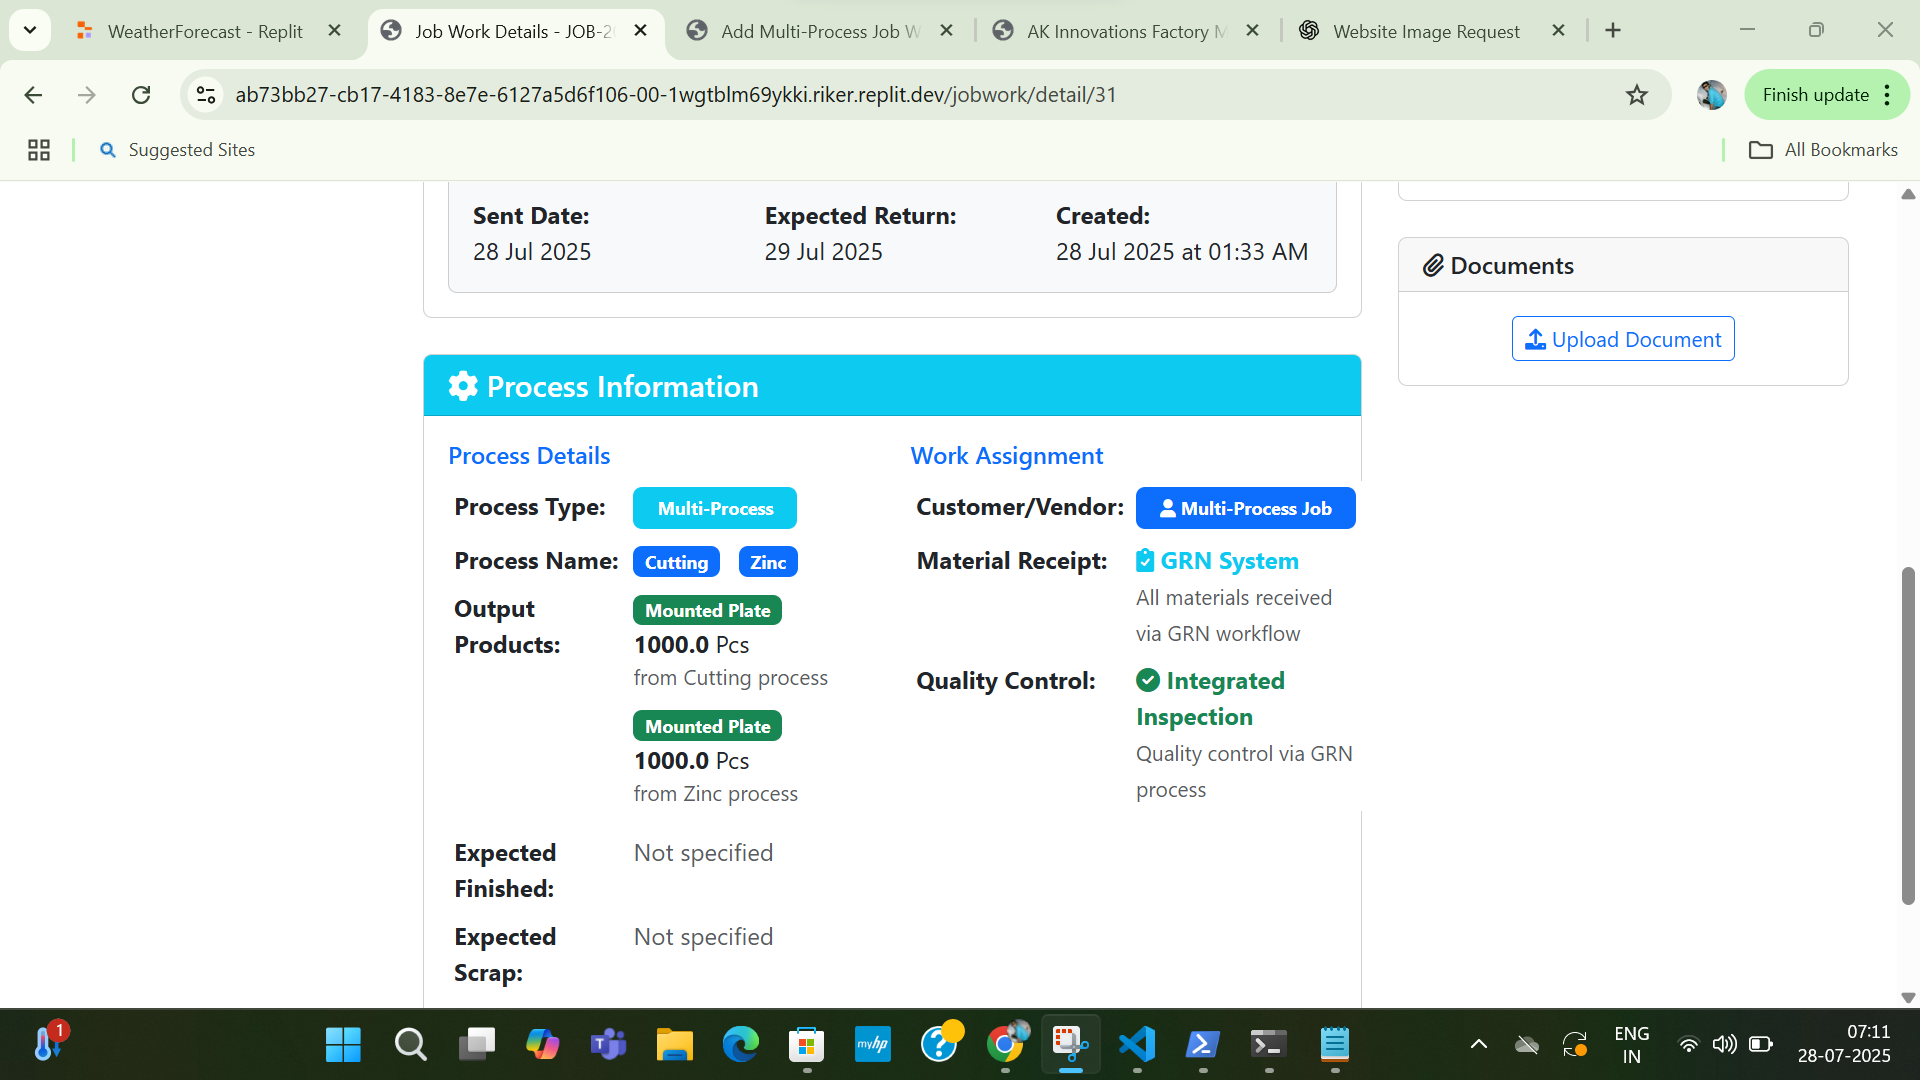 WeatherForecast - Replit
Job Work Details - JOB-20
Add Multi-Process Job W
AK Innovations Factory M
Website Image Request
ab73bb27-cb17-4183-8e7e-6127a5d6f106-00-1wgtblm69ykki.riker.replit.dev/jobwork/detail/31
Finish update
Suggested Sites
All Bookmarks
Sent Date:
Expected Return:
Created:
28 Jul 2025
29 Jul 2025
28 Jul 2025 at 01:33 AM
Documents
Upload Document
Process Information
Process Details
Process Type:
Multi-Process
Process Name:
Cutting
Zinc
Output
Products:
Mounted Plate
1000.0 Pcs
from Cutting process
Mounted Plate
1000.0 Pcs
from Zinc process
Expected
Finished:
Not specified
Expected
Scrap:
Not specified
Work Assignment
Customer/Vendor:
Multi-Process Job
Material Receipt:
GRN System
All materials received
via GRN workflow
Quality Control:
Integrated
Inspection
Quality control via GRN
process
1
myhp
ENG
IN
07:11
28-07-2025